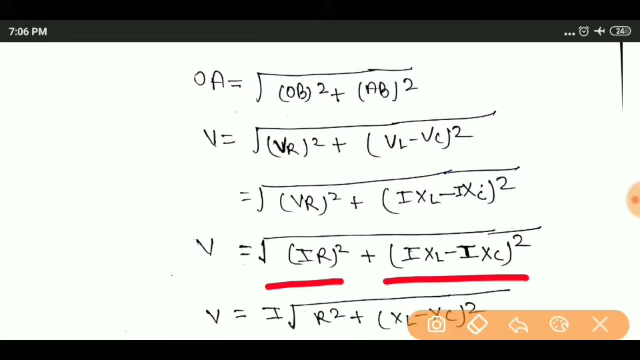 7:06 PM ... 24
OA = √(OB)² + (AB)²
V = √(VR)² + (VL - VC)²
= √(VR)² + (IXL - IXC)²
V = √(IR)² + (IXL - IXC)²
V = I√R² + (XL - XC)²